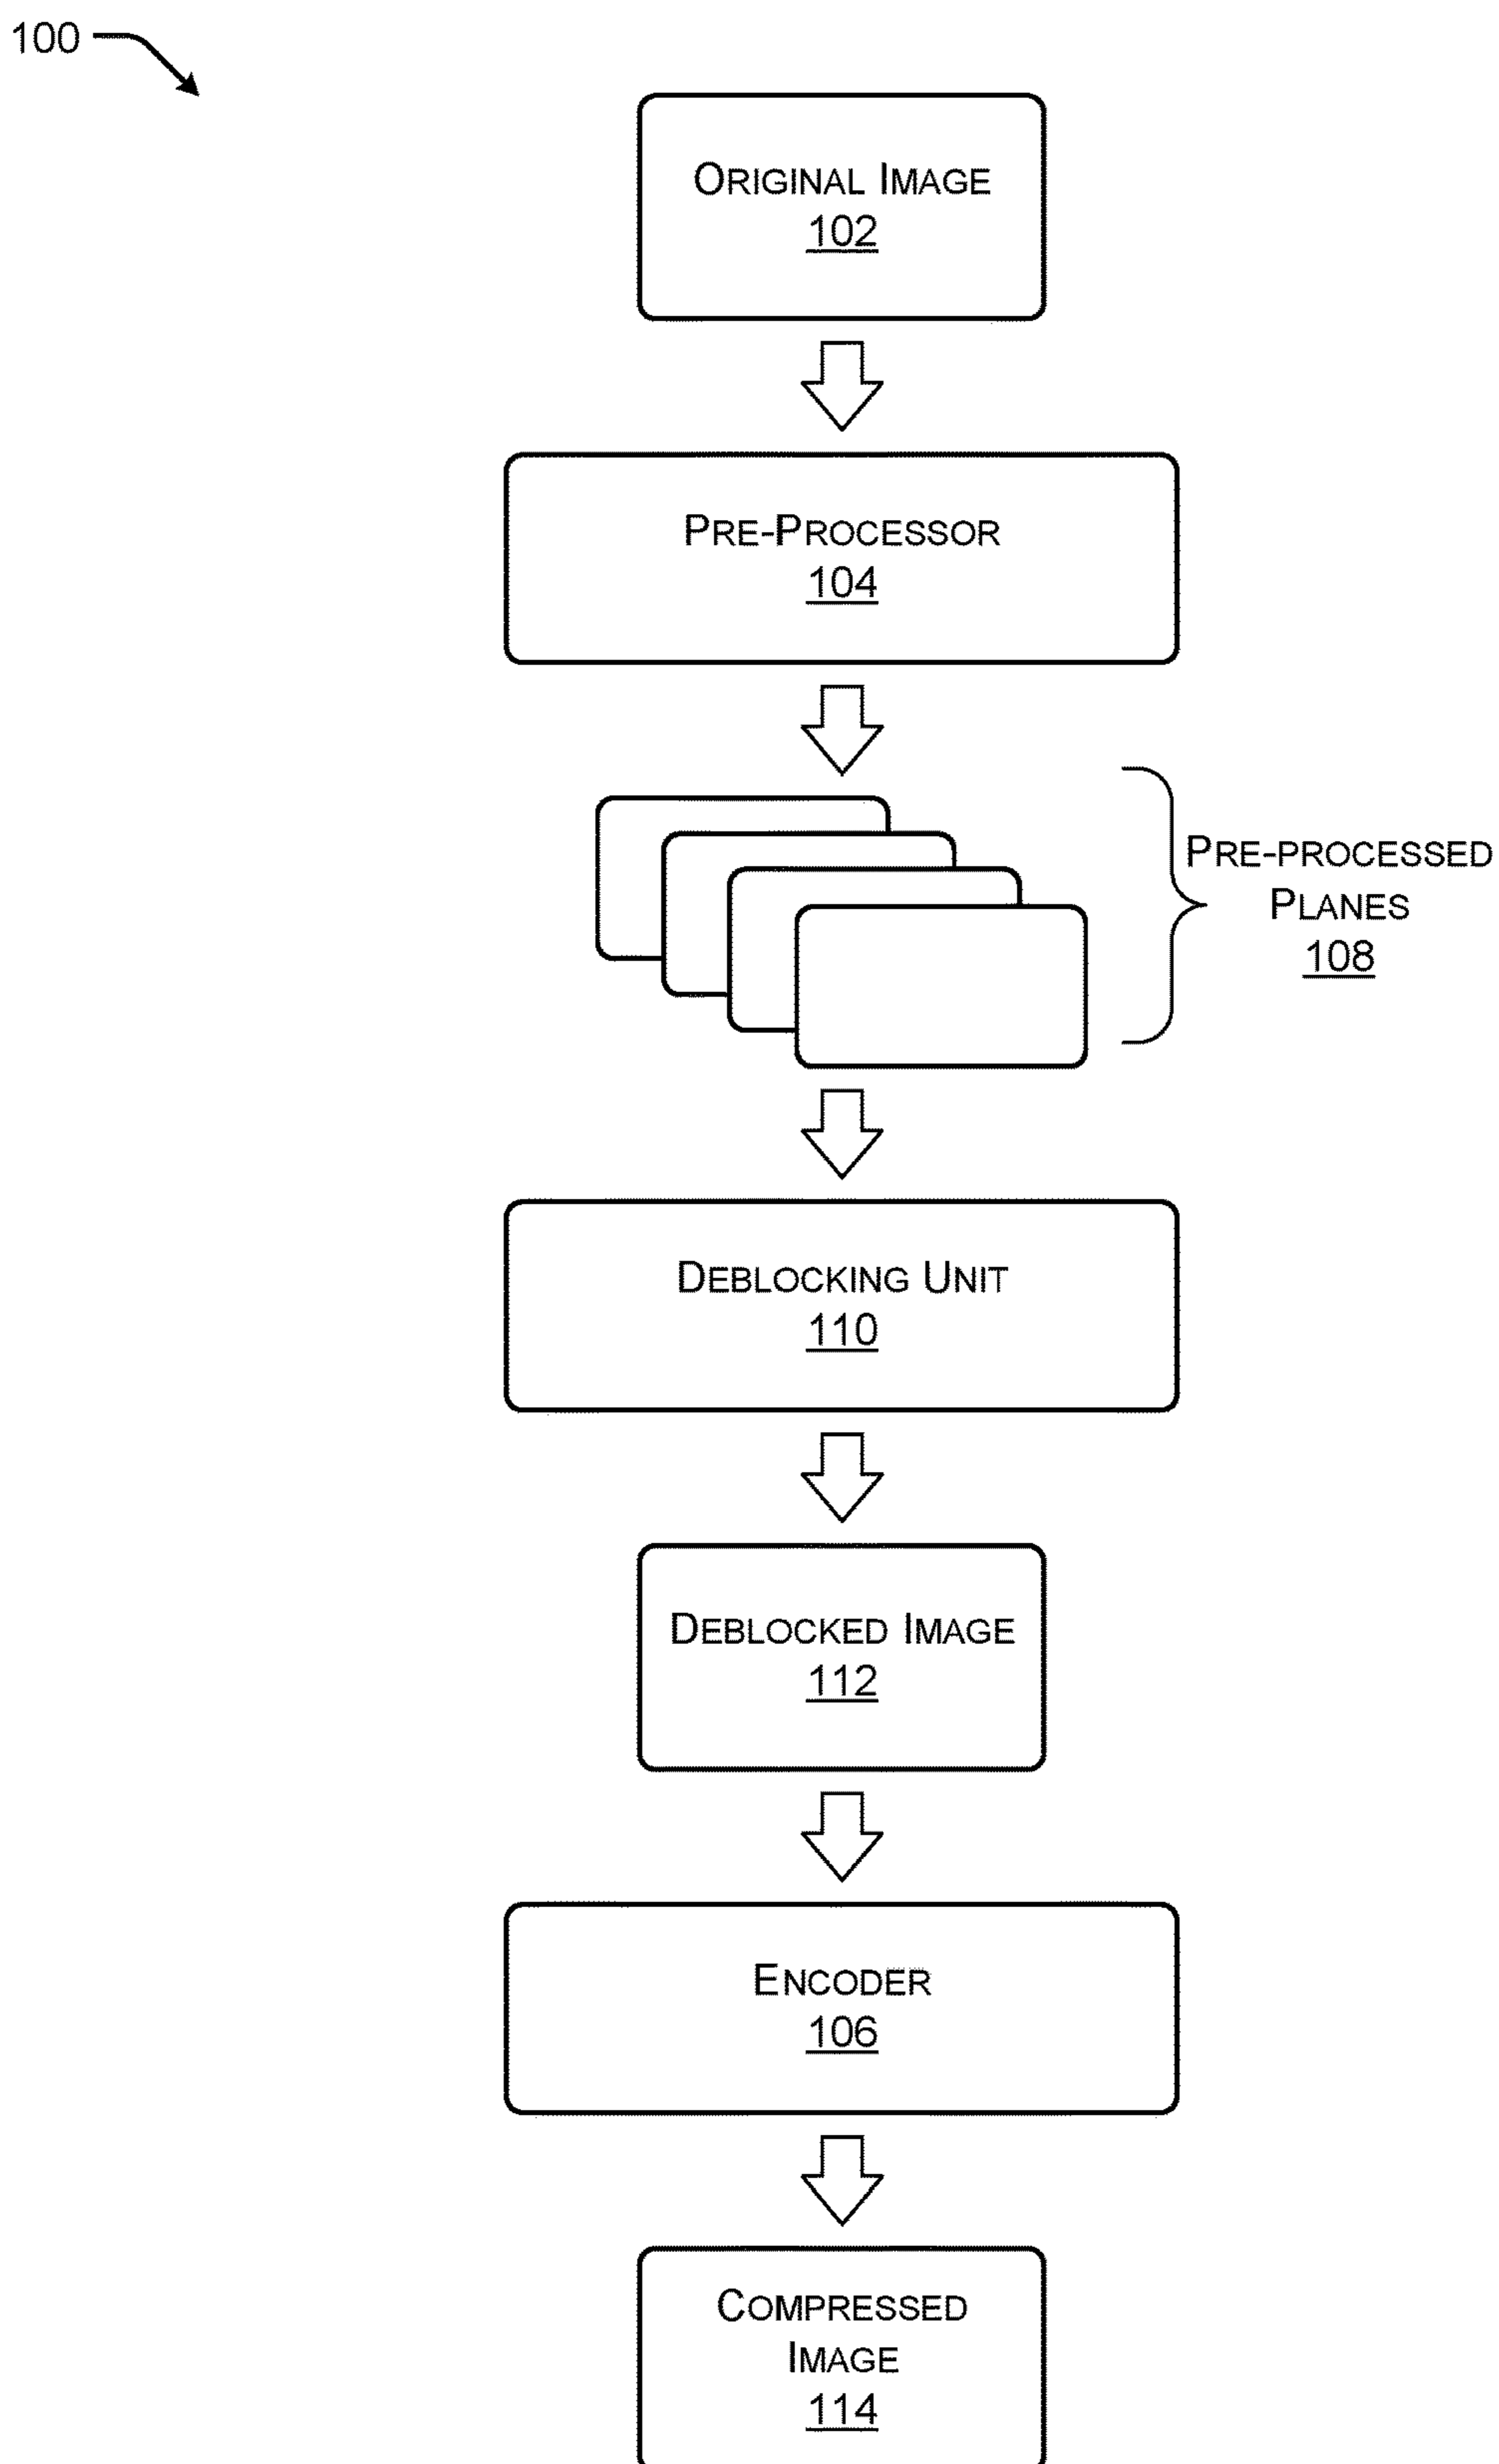 100
Original Image
102
Pre-Processor
104
Pre-processed
Planes
108
Deblocking Unit
110
Deblocked Image
112
Encoder
106
Compressed
Image
114